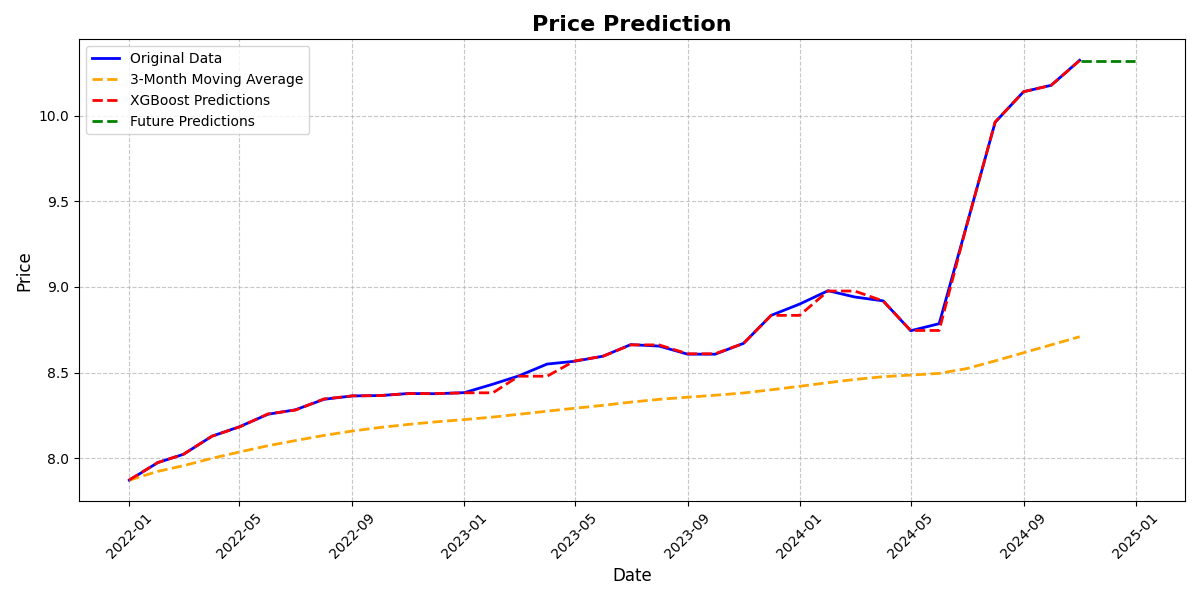 Price Prediction
Original Data
3-Month Moving Average
XGBoost Predictions
Future Predictions
Price
10.0
9.5
9.0
8.5
8.0
2022-01
2022-05
2022-09
2023-01
2023-05
2023-09
2024-01
2024-05
2024-09
2025-01
Date